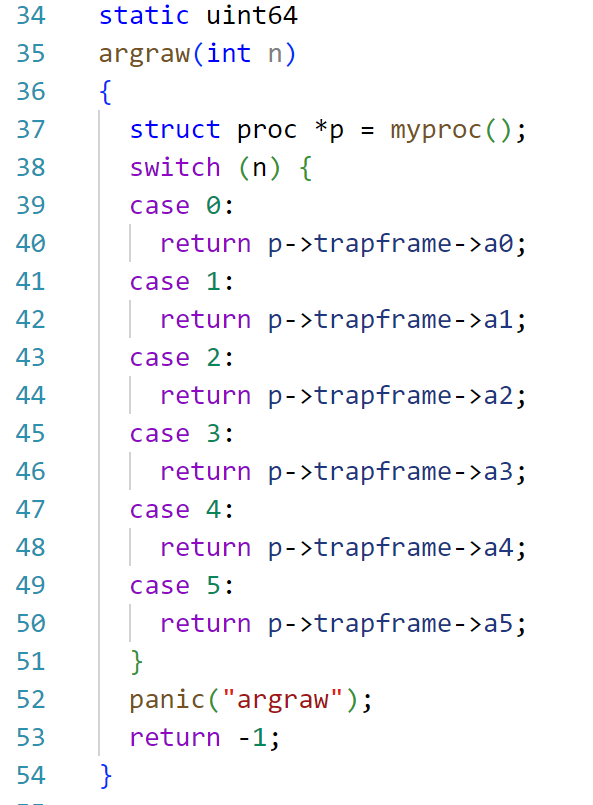 34 static uint64
35 argraw(int n)
36 {
37 struct proc *p = myproc();
38 switch (n) {
39 case 0:
40 return p->trapframe->a0;
41 case 1:
42 return p->trapframe->a1;
43 case 2:
44 return p->trapframe->a2;
45 case 3:
46 return p->trapframe->a3;
47 case 4:
48 return p->trapframe->a4;
49 case 5:
50 return p->trapframe->a5;
51 }
52 panic("argraw");
53 return -1;
54 }